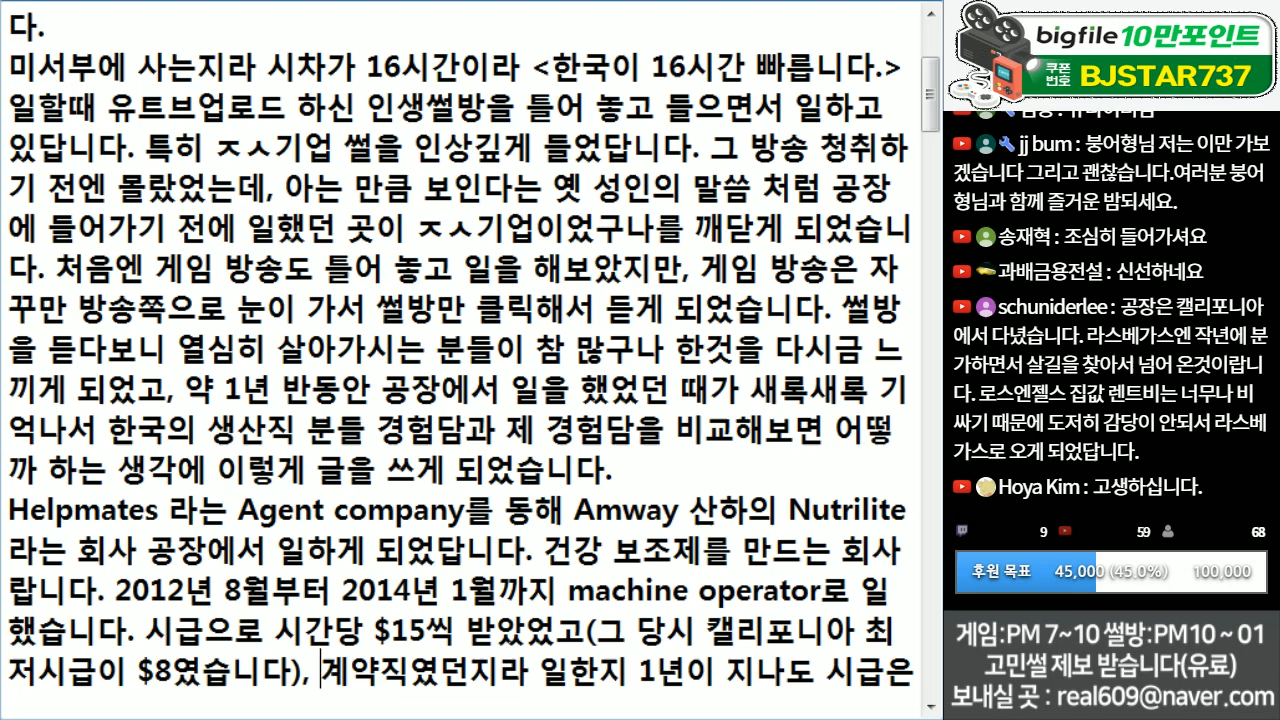 다.
미서부에 사는지라 시차가 16시간이라 <한국이 16시간 빠릅니다.>
일할때 유트브업로드 하신 인생썰방을 틀어 놓고 들으면서 일하고
있답니다. 특히 ㅈㅅ기업 썰을 인상깊게 들었답니다. 그 방송 청취하
기 전엔 몰랐었는데, 아는 만큼 보인다는 옛 성인의 말씀 처럼 공장
에 들어가기 전에 일했던 곳이 ㅈㅅ기업이었구나를 깨닫게 되었습니
다. 처음엔 게임 방송도 틀어 놓고 일을 해보았지만, 게임 방송은 자
꾸만 방송쪽으로 눈이 가서 썰방만 클릭해서 듣게 되었습니다. 썰방
을 듣다보니 열심히 살아가시는 분들이 참 많구나 한것을 다시금 느
끼게 되었고, 약 1년 반동안 공장에서 일을 했었던 때가 새록새록 기
억나서 한국의 생산직 분들 경험담과 제 경험담을 비교해보면 어떨
까 하는 생각에 이렇게 글을 쓰게 되었습니다.
Helpmates 라는 Agent company를 통해 Amway 산하의 Nutrilite
라는 회사 공장에서 일하게 되었답니다. 건강 보조제를 만드는 회사
랍니다. 2012년 8월부터 2014년 1월까지 machine operator로 일
했습니다. 시급으로 시간당 $15씩 받았었고(그 당시 캘리포니아 최
저시급이 $8였습니다), 계약직였던지라 일한지 1년이 지나도 시급은
bigfile 10만포인트
쿠폰
번호 BJSTAR737
jj bum : 붕어형님 저는 이만 가보
겠습니다 그리고 괜찮습니다.여러분 붕어
형님과 함께 즐거운 밤되세요.
송재혁 : 조심히 들어가셔요
과배금용전설 : 신선하네요
schuniderlee : 공장은 캘리포니아
에서 다녔습니다. 라스베가스엔 작년에 분
가하면서 살길을 찾아서 넘어 온것이랍니
다. 로스엔젤스 집값 렌트비는 너무나 비
싸기 때문에 도저히 감당이 안되서 라스베
가스로 오게 되었답니다.
Hoya Kim : 고생하십니다.
9 59 68
후원 목표 45,000 (45.0%) 100,000
게임:PM 7~10 썰방:PM10 ~ 01
고민썰 제보 받습니다(유료)
보내실 곳 : real609@naver.com